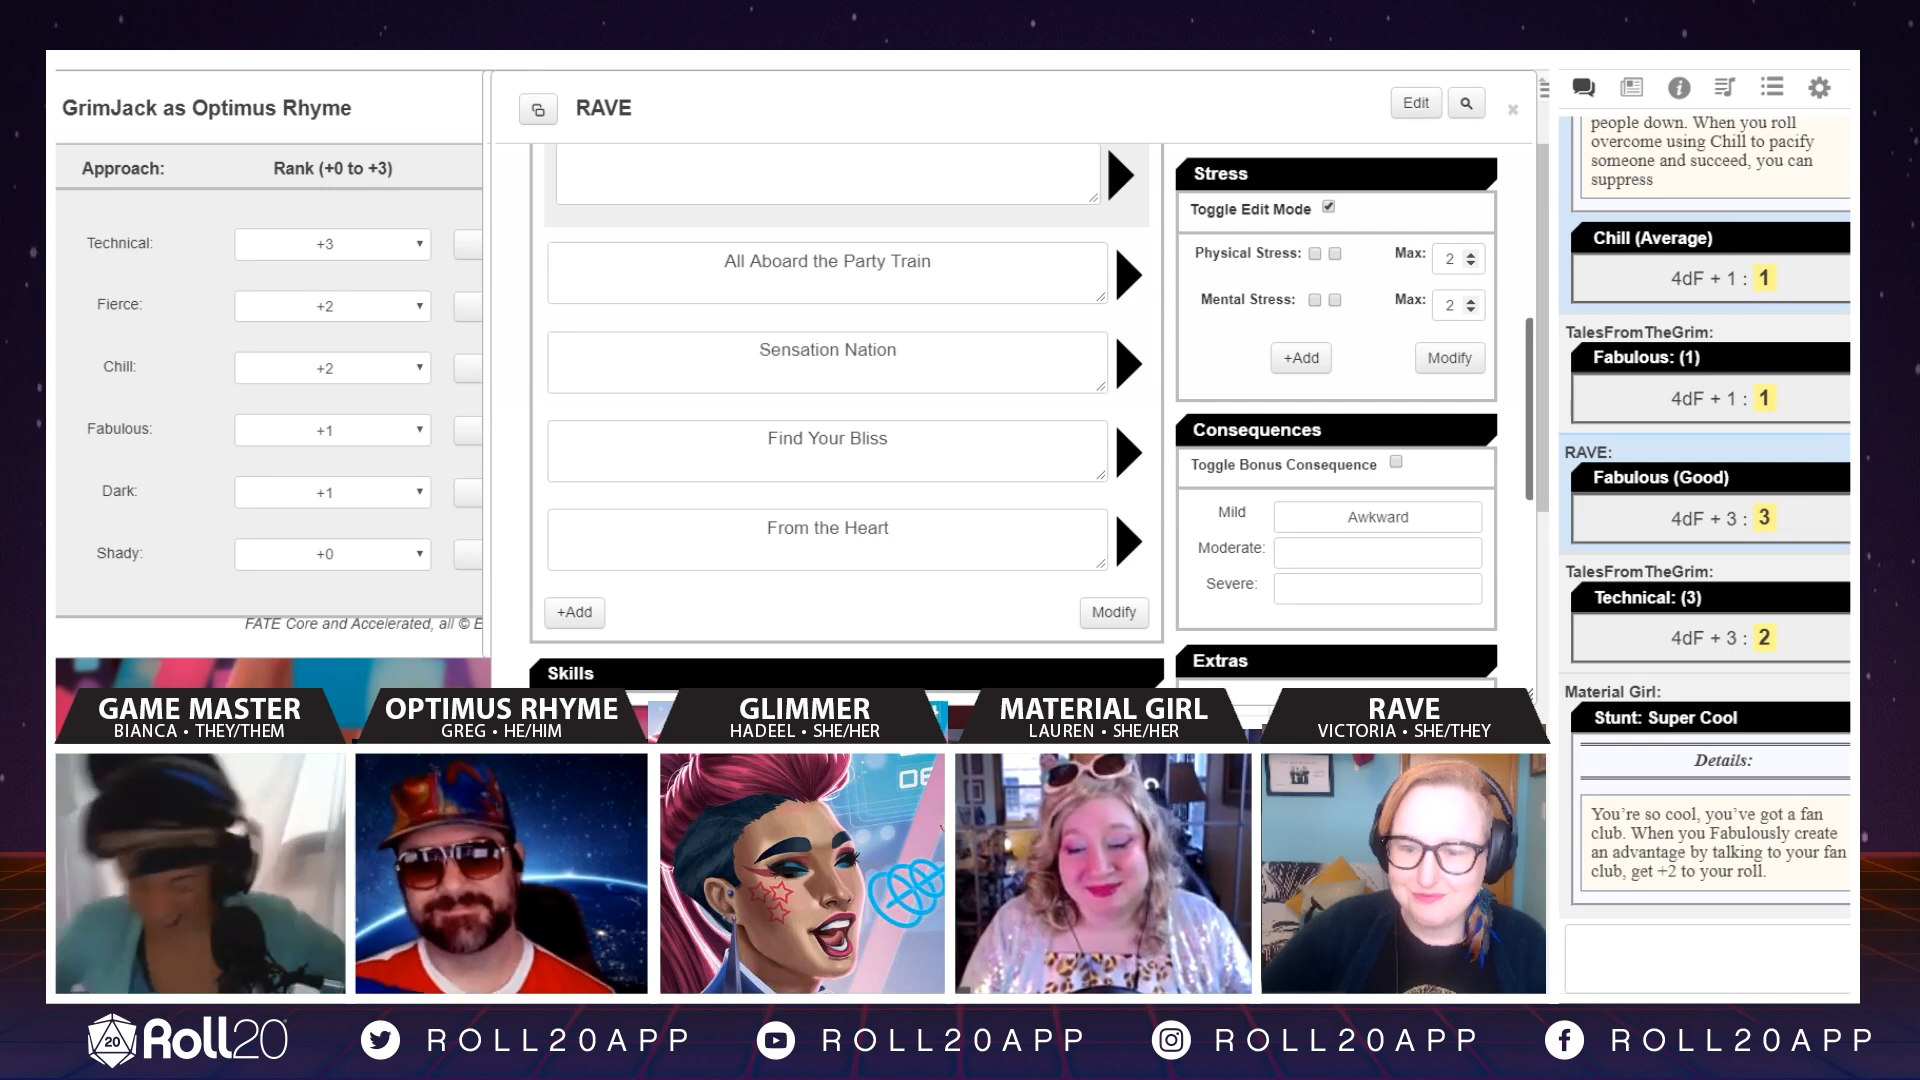 GrimJack as Optimus Rhyme
Approach: Rank (+0 to +3)
Technical: +3
Fierce: +2
Chill: +2
Fabulous: +1
Dark: +1
Shady: +0
FATE Core and Accelerated, all © E
RAVE
Edit
All Aboard the Party Train
Sensation Nation
Find Your Bliss
From the Heart
+Add Modify
Skills
Stress
Toggle Edit Mode
Physical Stress: Max: 2
Mental Stress: Max: 2
+Add Modify
Consequences
Toggle Bonus Consequence
Mild Awkward
Moderate:
Severe:
Extras
people down. When you roll
overcome using Chill to pacify
someone and succeed, you can
suppress
Chill (Average)
4dF + 1 : 1
TalesFromTheGrim:
Fabulous: (1)
4dF + 1 : 1
RAVE:
Fabulous (Good)
4dF + 3 : 3
TalesFromTheGrim:
Technical: (3)
4dF + 3 : 2
Material Girl:
Stunt: Super Cool
Details:
You’re so cool, you’ve got a fan
club. When you Fabulously create
an advantage by talking to your fan
club, get +2 to your roll.
GAME MASTER
BIANCA • THEY/THEM
OPTIMUS RHYME
GREG • HE/HIM
GLIMMER
HADEEL • SHE/HER
MATERIAL GIRL
LAUREN • SHE/HER
RAVE
VICTORIA • SHE/THEY
20 Roll20
ROLL20APP
ROLL20APP
ROLL20APP
ROLL20APP